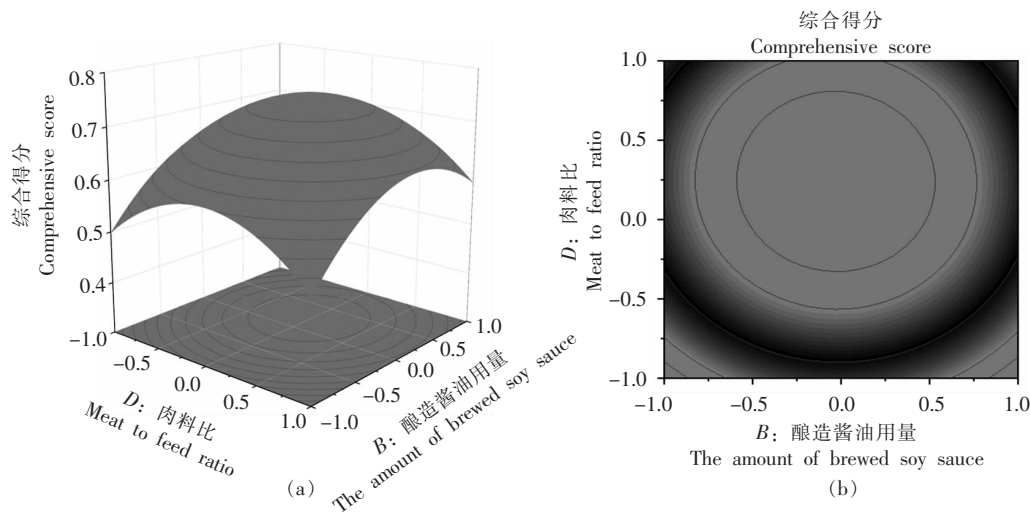 综合得分
Comprehensive score
0.8
0.7
0.6
0.5
0.4
-1.0
-0.5
0.0
0.5
1.0
D：肉料比
Meat to feed ratio
-1.0
-0.5
0.0
0.5
1.0
B：酿造酱油用量
The amount of brewed soy sauce
(a)
综合得分
Comprehensive score
D：肉料比
Meat to feed ratio
1.0
0.5
0.0
-0.5
-1.0
-1.0
-0.5
0.0
0.5
1.0
B：酿造酱油用量
The amount of brewed soy sauce
(b)